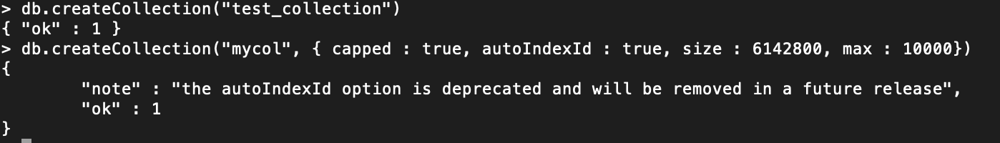 > db.createCollection("test_collection")
{ "ok" : 1 }
> db.createCollection("mycol", { capped : true, autoIndexId : true, size : 6142800, max : 10000})
{
        "note" : "the autoIndexId option is deprecated and will be removed in a future release",
        "ok" : 1
}